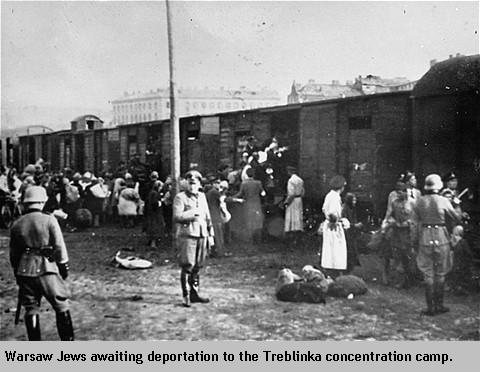 Warsaw Jews awaiting deportation to the Treblinka concentration camp.